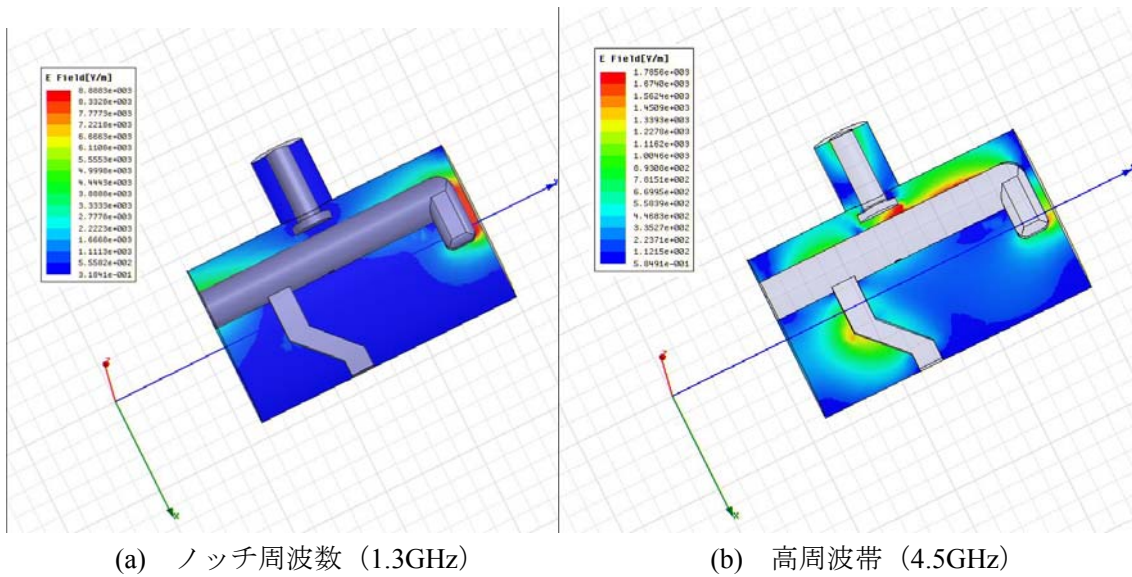 E Field[V/m]
8.8883e+003
8.3328e+003
7.7773e+003
7.2218e+003
6.6663e+003
6.1108e+003
5.5553e+003
4.9998e+003
4.4443e+003
3.8888e+003
3.3333e+003
2.7778e+003
2.2223e+003
1.6668e+003
1.1113e+003
5.5582e+002
3.1841e-001
E Field[V/m]
1.7856e+003
1.6740e+003
1.5624e+003
1.4509e+003
1.3393e+003
1.2278e+003
1.1162e+003
1.0046e+003
8.9308e+002
7.8151e+002
6.6995e+002
5.5839e+002
4.4683e+002
3.3527e+002
2.2371e+002
1.1215e+002
5.8491e-001
z
x
z
x
(a) ノッチ周波数（1.3GHz）
(b) 高周波帯（4.5GHz）